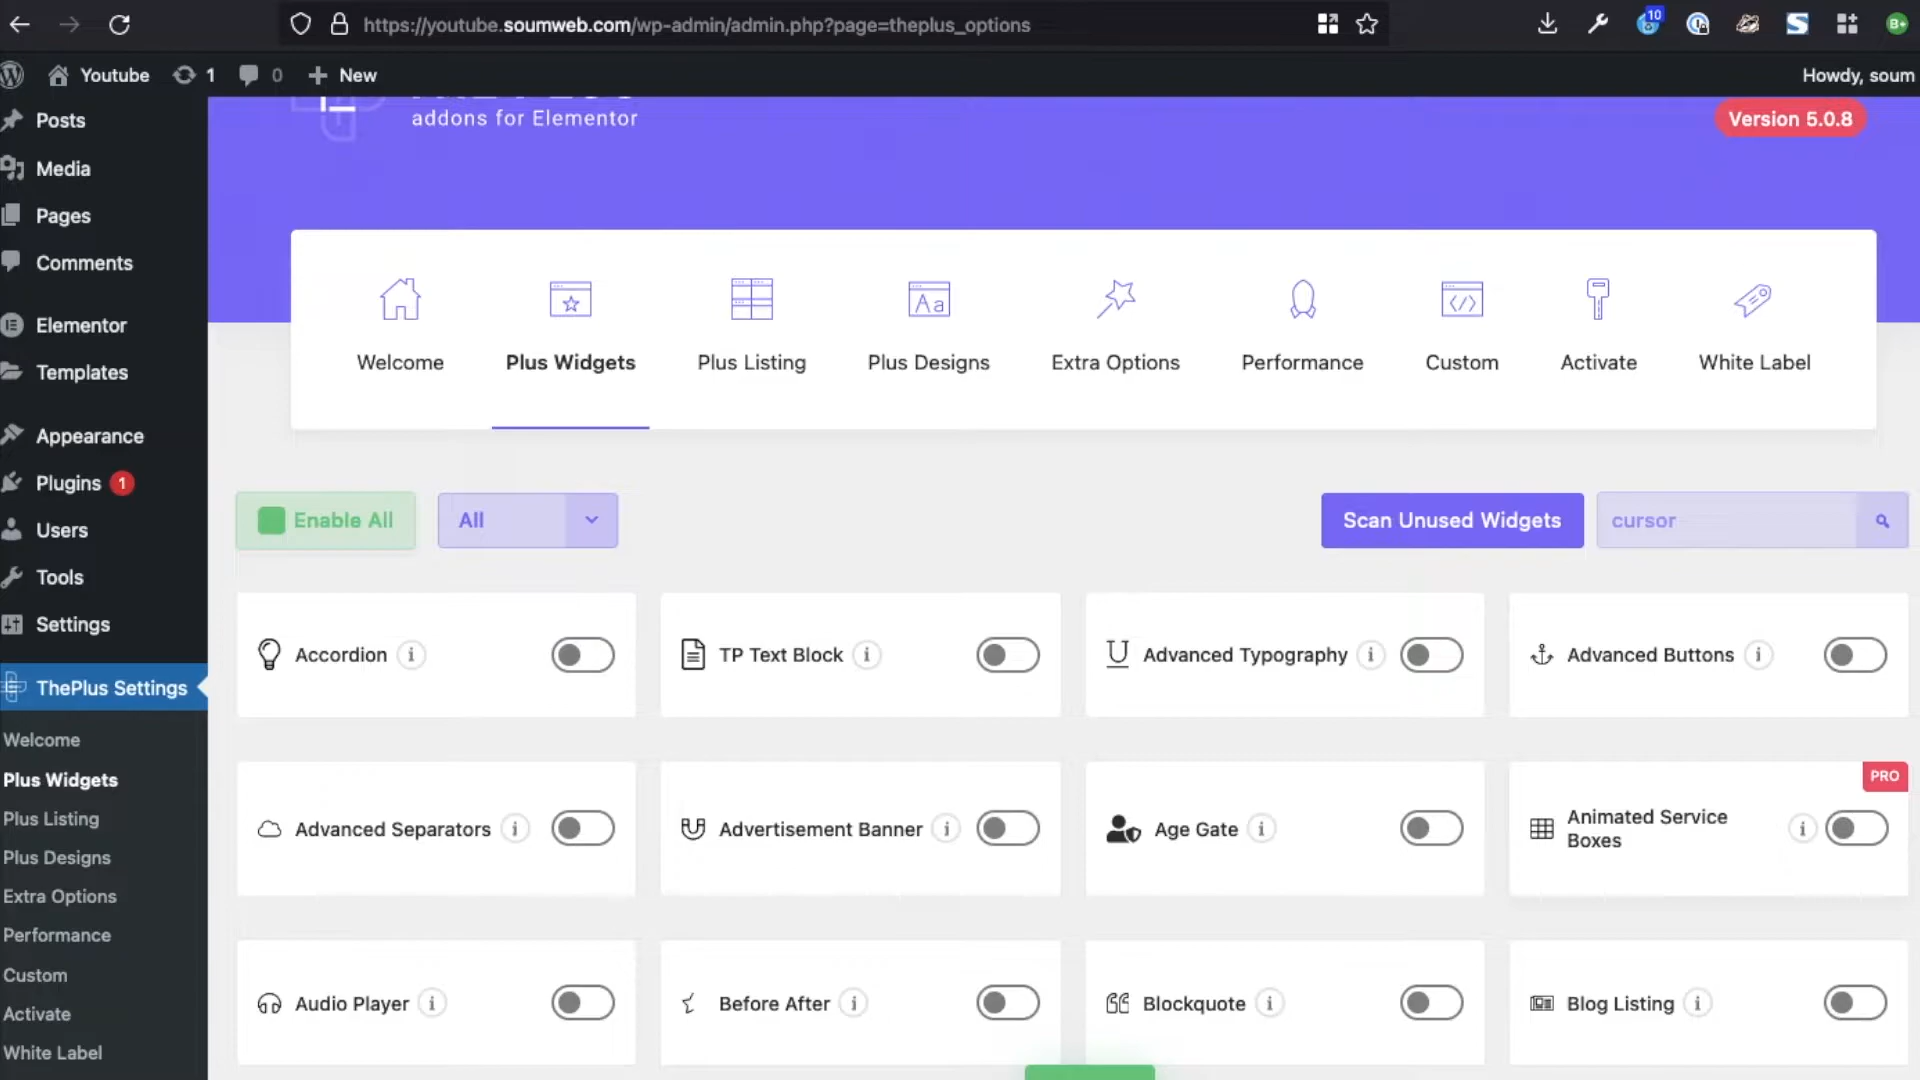 https://youtube.soumweb.com/wp-admin/admin.php?page=theplus_options
10
B+
Youtube
1
0
New
Howdy, soum
Posts
Media
Pages
Comments
Elementor
Templates
Appearance
Plugins 1
Users
Tools
Settings
ThePlus Settings
Welcome
Plus Widgets
Plus Listing
Plus Designs
Extra Options
Performance
Custom
Activate
White Label
addons for Elementor
Version 5.0.8
Welcome
Plus Widgets
Plus Listing
Aa
Plus Designs
Extra Options
Performance
</>
Custom
Activate
White Label
Enable All
All
Scan Unused Widgets
cursor
Accordion i
TP Text Block i
Advanced Typography i
Advanced Buttons i
Advanced Separators i
Advertisement Banner i
Age Gate i
PRO
Animated Service
Boxes i
Audio Player i
Before After i
Blockquote i
Blog Listing i